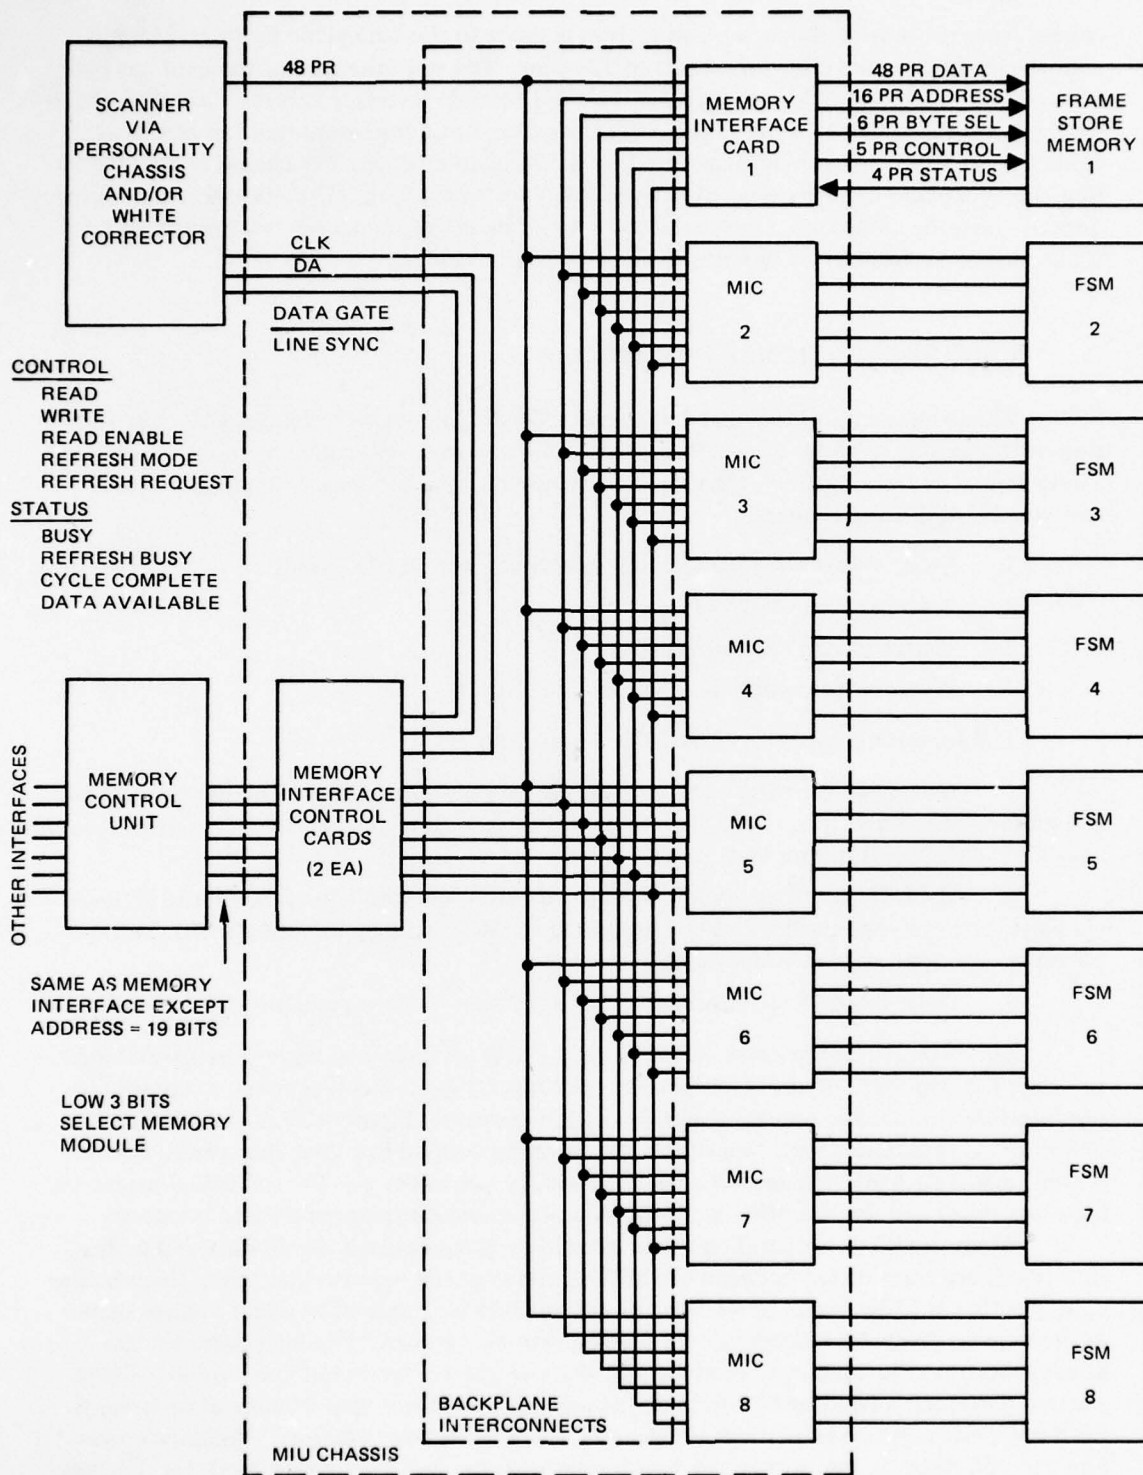 SCANNER
VIA
PERSONALITY
CHASSIS
AND/OR
WHITE
CORRECTOR
48 PR
CLK
DA
DATA GATE
LINE SYNC
MEMORY
INTERFACE
CARD
1
48 PR DATA
16 PR ADDRESS
6 PR BYTE SEL
5 PR CONTROL
4 PR STATUS
FRAME
STORE
MEMORY
1
MIC
2
FSM
2
CONTROL
READ
WRITE
READ ENABLE
REFRESH MODE
REFRESH REQUEST
STATUS
BUSY
REFRESH BUSY
CYCLE COMPLETE
DATA AVAILABLE
MIC
3
FSM
3
MIC
4
FSM
4
OTHER INTERFACES
MEMORY
CONTROL
UNIT
MEMORY
INTERFACE
CONTROL
CARDS
(2 EA)
MIC
5
FSM
5
SAME AS MEMORY
INTERFACE EXCEPT
ADDRESS = 19 BITS
LOW 3 BITS
SELECT MEMORY
MODULE
MIC
6
FSM
6
MIC
7
FSM
7
MIC
8
FSM
8
BACKPLANE
INTERCONNECTS
MIU CHASSIS